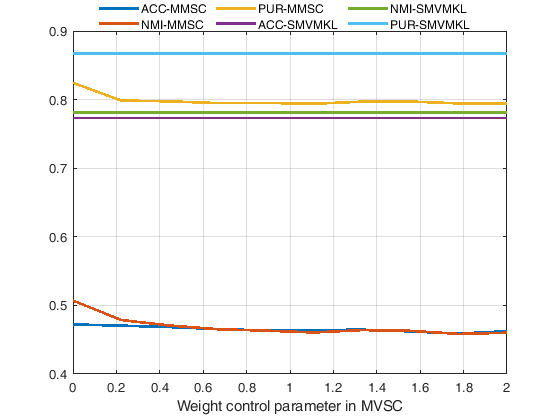 ACC-MMSC PUR-MMSC NMI-SMVMKL
NMI-MMSC ACC-SMVMKL PUR-SMVMKL
0.9
0.8
0.7
0.6
0.5
0.4
0 0.2 0.4 0.6 0.8 1 1.2 1.4 1.6 1.8 2
Weight control parameter in MVSC